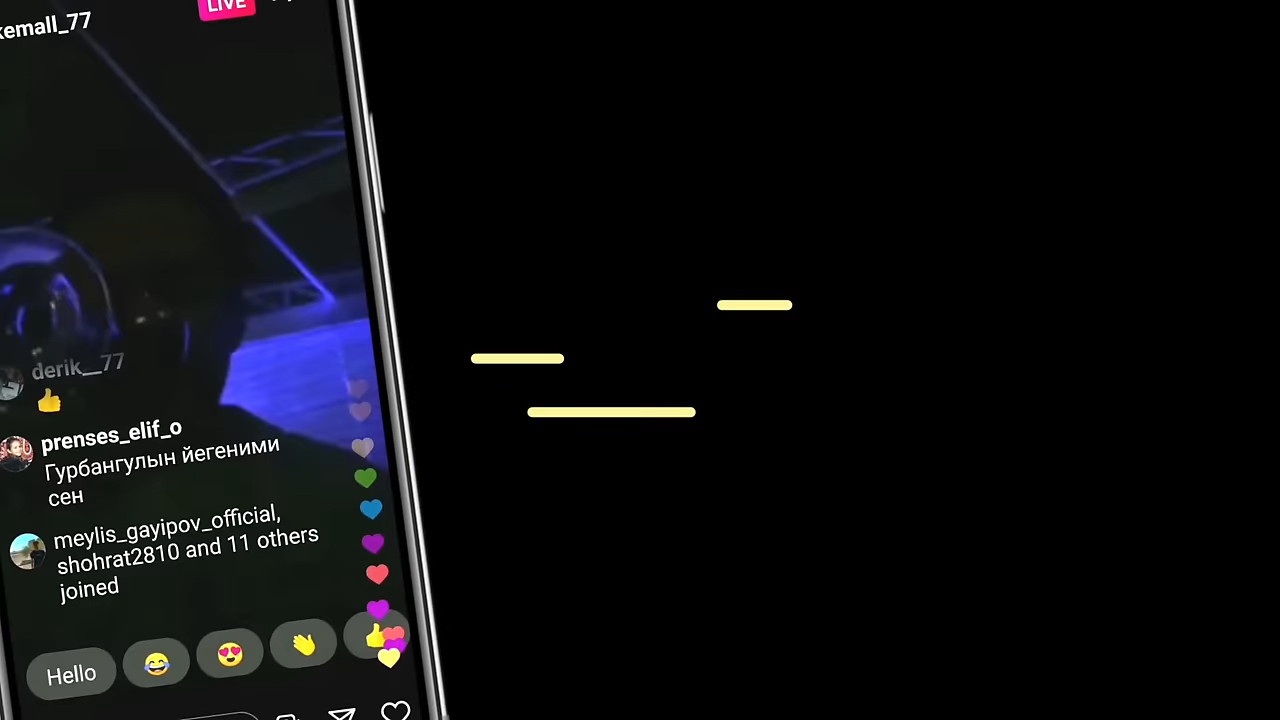 kemall_77
LIVE
derik__77
prenses_elif_o
Гурбангулын йегеними
сен
meylis_gayipov_official,
shohrat2810 and 11 others
joined
Hello